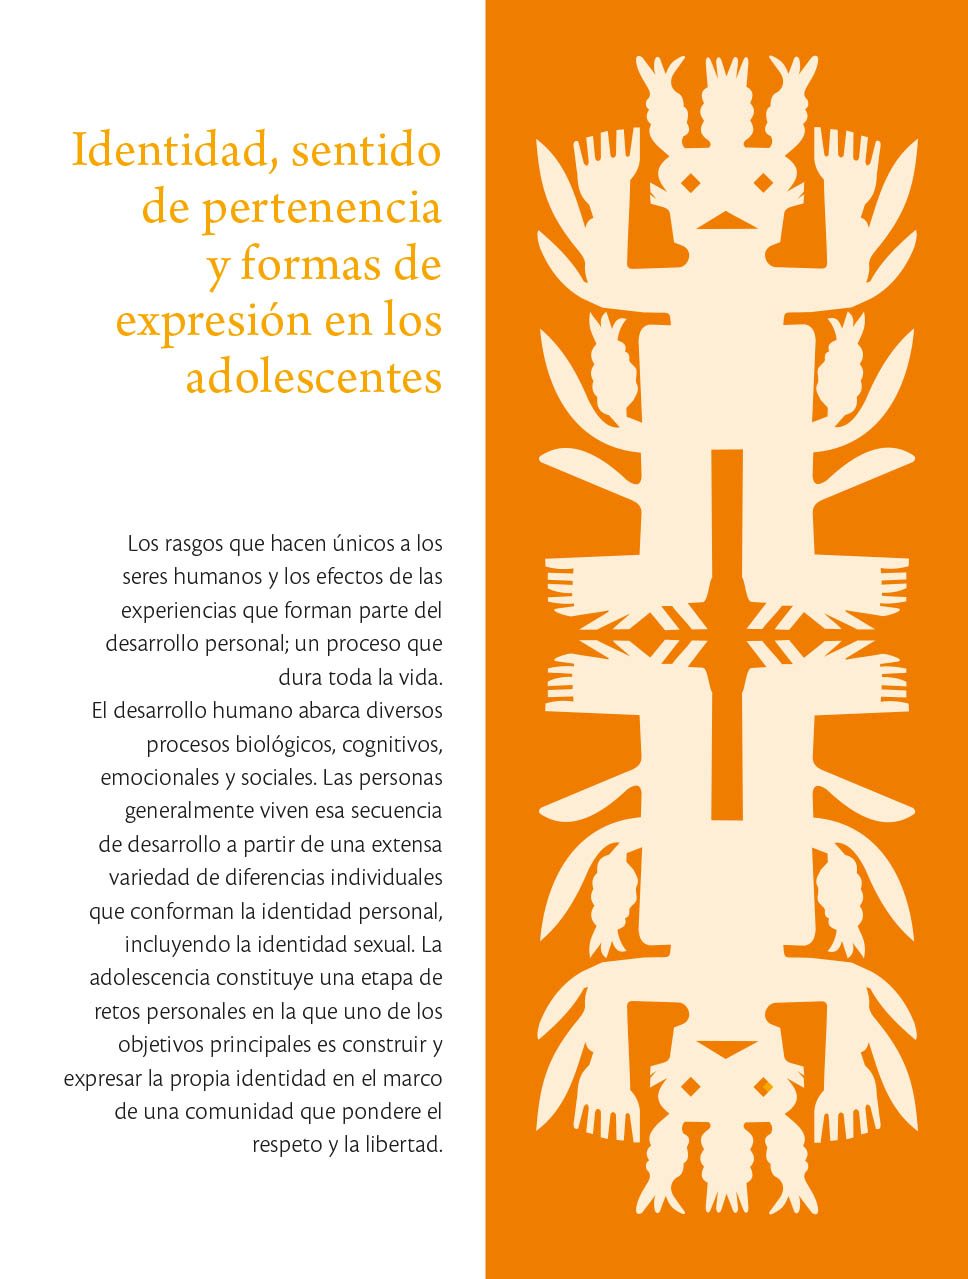 Identidad, sentido
de pertenencia
y formas de
expresión en los
adolescentes
Los rasgos que hacen únicos a los
seres humanos y los efectos de las
experiencias que forman parte del
desarrollo personal; un proceso que
dura toda la vida.
El desarrollo humano abarca diversos
procesos biológicos, cognitivos,
emocionales y sociales. Las personas
generalmente viven esa secuencia
de desarrollo a partir de una extensa
variedad de diferencias individuales
que conforman la identidad personal,
incluyendo la identidad sexual. La
adolescencia constituye una etapa de
retos personales en la que uno de los
objetivos principales es construir y
expresar la propia identidad en el marco
de una comunidad que pondere el
respeto y la libertad.